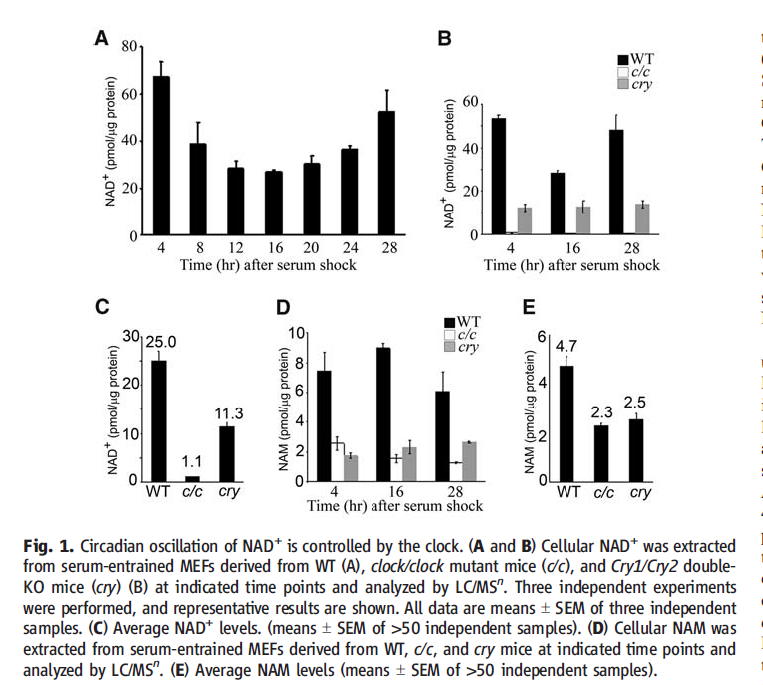 A
80
60
40
20
0
NAD+ (pmol/µg protein)
4 8 12 16 20 24 28
Time (hr) after serum shock
B
WT
c/c
cry
60
40
20
0
NAD+ (pmol/µg protein)
4 16 28
Time (hr) after serum shock
C
30
20
10
0
NAD+ (pmol/µg protein)
25.0
1.1
11.3
WT c/c cry
D
WT
c/c
cry
10
8
6
4
2
0
NAM (pmol/µg protein)
4 16 28
Time (hr) after serum shock
E
6
4
2
0
NAM (pmol/µg protein)
4.7
2.3
2.5
WT c/c cry
Fig. 1. Circadian oscillation of NAD+ is controlled by the clock. (A and B) Cellular NAD+ was extracted
from serum-entrained MEFs derived from WT (A), clock/clock mutant mice (c/c), and Cry1/Cry2 double-
KO mice (cry) (B) at indicated time points and analyzed by LC/MSn. Three independent experiments
were performed, and representative results are shown. All data are means ± SEM of three independent
samples. (C) Average NAD+ levels. (means ± SEM of >50 independent samples). (D) Cellular NAM was
extracted from serum-entrained MEFs derived from WT, c/c, and cry mice at indicated time points and
analyzed by LC/MSn. (E) Average NAM levels (means ± SEM of >50 independent samples).